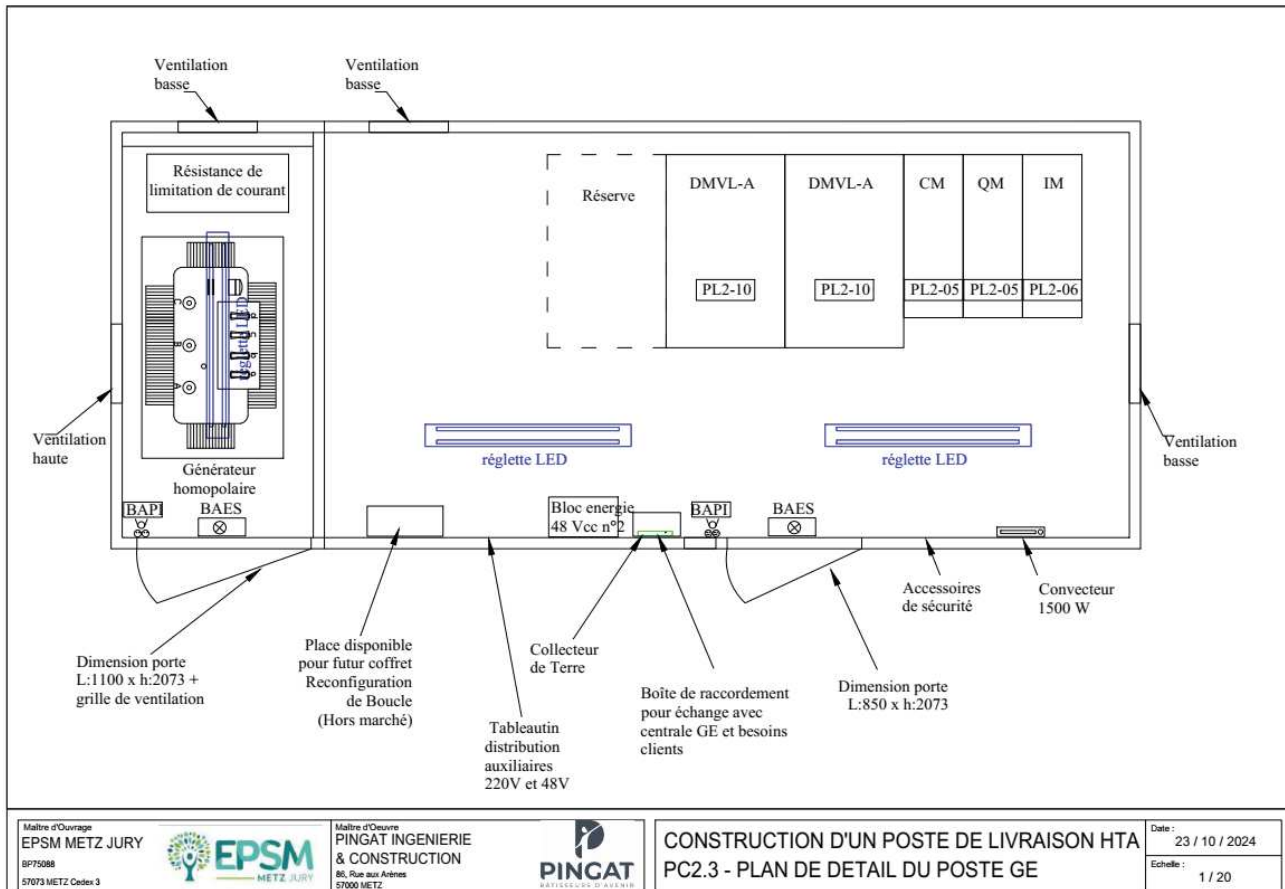 Ventilation
basse
Ventilation
basse
Résistance de
limitation de courant
Réserve
DMVL-A
DMVL-A
CM
QM
IM
PL2-10
PL2-10
PL2-05
PL2-05
PL2-06
C
B
A
réglette LED
Ventilation
haute
Générateur
homopolaire
réglette LED
réglette LED
Ventilation
basse
BAPI
BAES
Bloc energie
48 Vcc n°2
BAPI
BAES
Dimension porte
L:1100 x h:2073 +
grille de ventilation
Place disponible
pour futur coffret
Reconfiguration
de Boucle
(Hors marché)
Tableautin
distribution
auxiliaires
220V et 48V
Collecteur
de Terre
Boîte de raccordement
pour échange avec
centrale GE et besoins
clients
Dimension porte
L:850 x h:2073
Accessoires
de sécurité
Convecteur
1500 W
Maître d'Ouvrage
EPSM METZ JURY
BP75088
57073 METZ Cedex 3
EPSM
METZ JURY
Maître d'Oeuvre
PINGAT INGENIERIE
& CONSTRUCTION
86, Rue aux Arènes
57000 METZ
PINGAT
BÂTISSEURS D'AVENIR
CONSTRUCTION D'UN POSTE DE LIVRAISON HTA
PC2.3 - PLAN DE DETAIL DU POSTE GE
Date :
23 / 10 / 2024
Echelle :
1 / 20